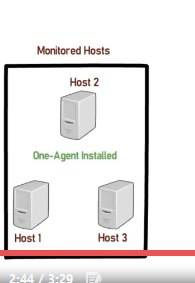 Monitored Hosts
Host 2
One-Agent Installed
Host 1 Host 3
2:44 / 3:29